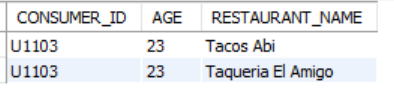 CONSUMER_ID AGE RESTAURANT_NAME
U1103 23 Tacos Abi
U1103 23 Taqueria El Amigo